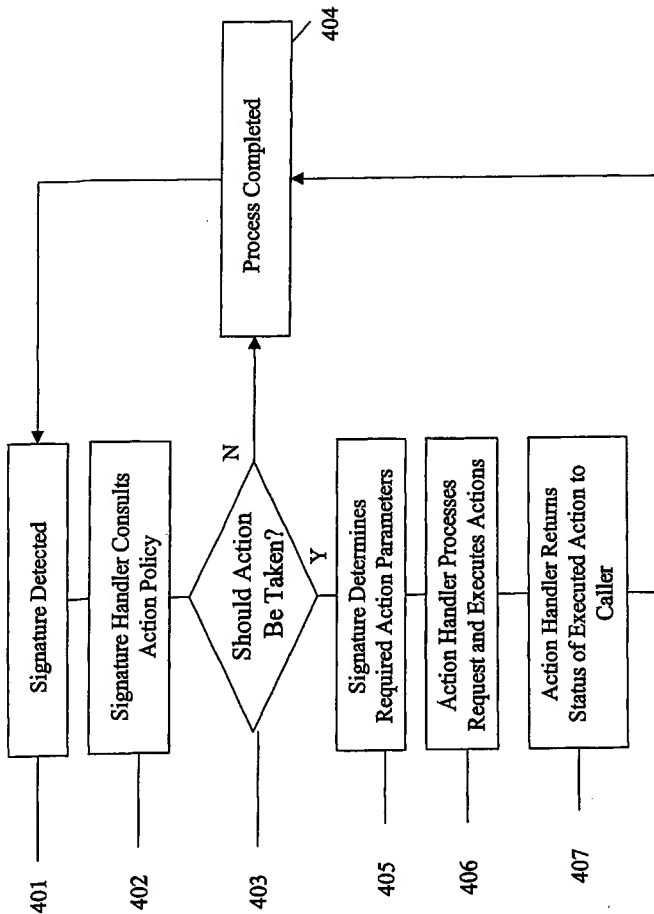 401
Signature Detected
402
Signature Handler Consults
Action Policy
403
Should Action
Be Taken?
N
Y
Process Completed
404
405
Signature Determines
Required Action Parameters
406
Action Handler Processes
Request and Executes Actions
407
Action Handler Returns
Status of Executed Action to
Caller